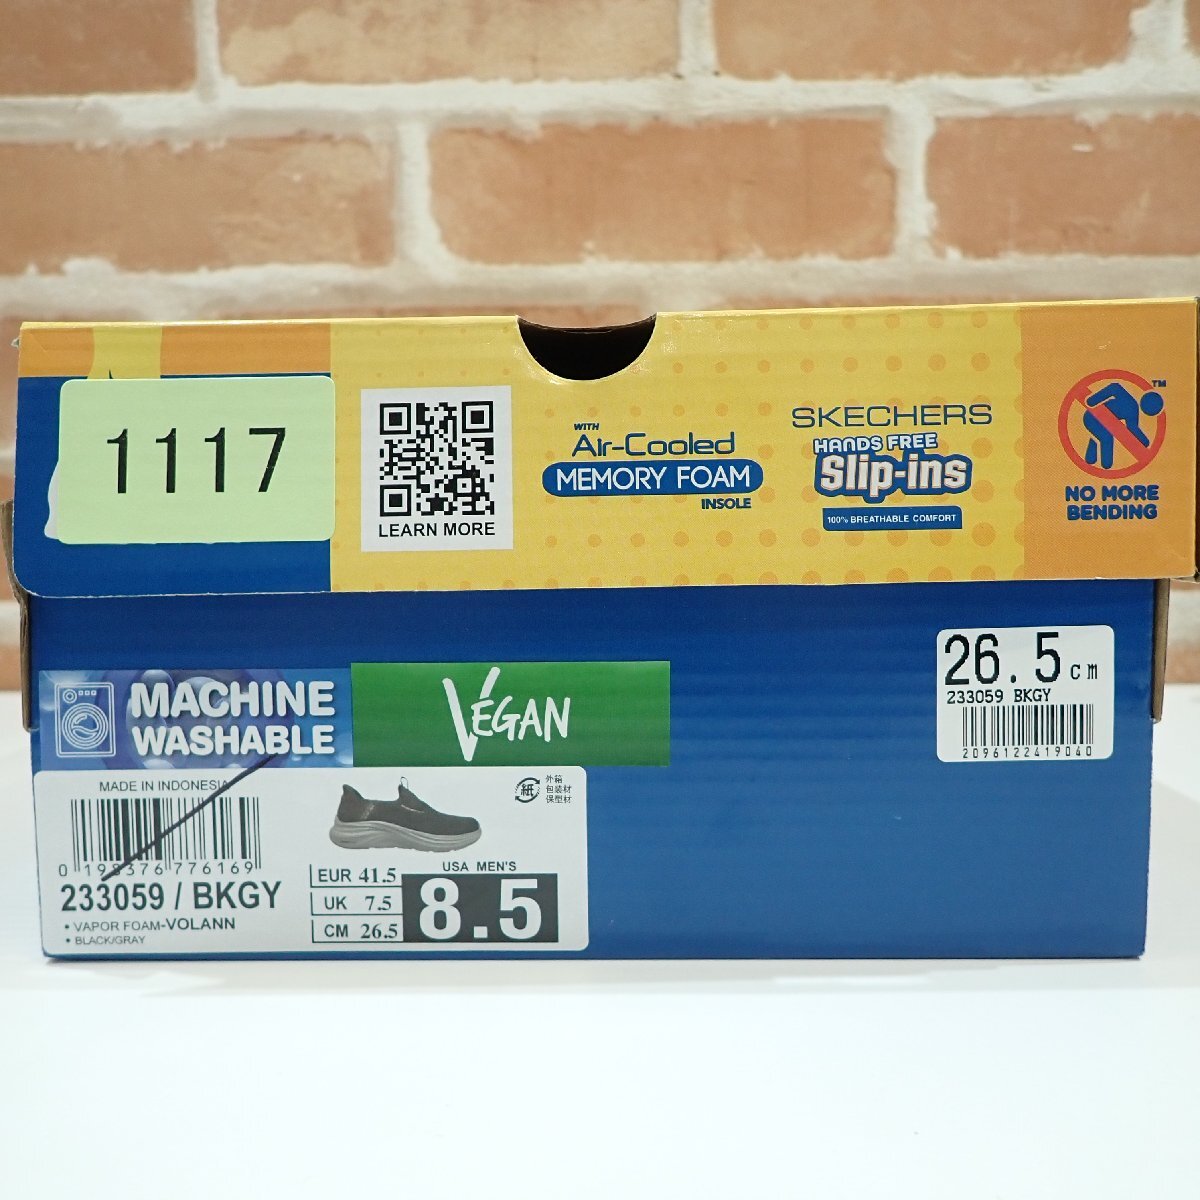 1117
LEARN MORE
WITH
Air-Cooled
MEMORY FOAM
INSOLE
SKECHERS
HANDS FREE
Slip-ins
100% BREATHABLE COMFORT
TM
NO MORE
BENDING
MACHINE
WASHABLE
VEGAN
26.5cm
233059 BKGY
2096122419040
MADE IN INDONESIA
0 198376 776169
233059 / BKGY
• VAPOR FOAM-VOLANN
• BLACK/GRAY
紙
外箱
包装材
保型材
EUR 41.5
UK 7.5
CM 26.5
USA MEN'S
8.5